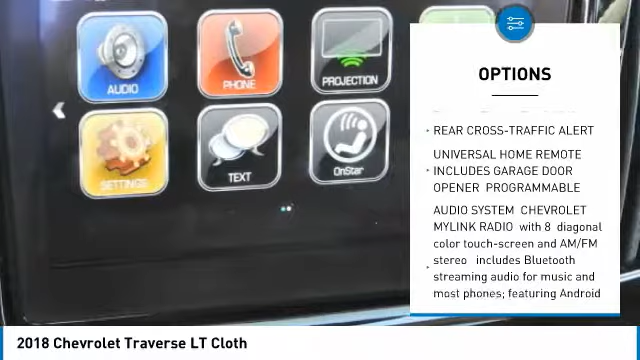 AUDIO
PHONE
PROJECTION
SETTINGS
TEXT
OnStar
OPTIONS
• REAR CROSS-TRAFFIC ALERT
UNIVERSAL HOME REMOTE
• INCLUDES GARAGE DOOR
OPENER PROGRAMMABLE
AUDIO SYSTEM CHEVROLET
MYLINK RADIO with 8 diagonal
color touch-screen and AM/FM
stereo includes Bluetooth
• streaming audio for music and
most phones; featuring Android
2018 Chevrolet Traverse LT Cloth